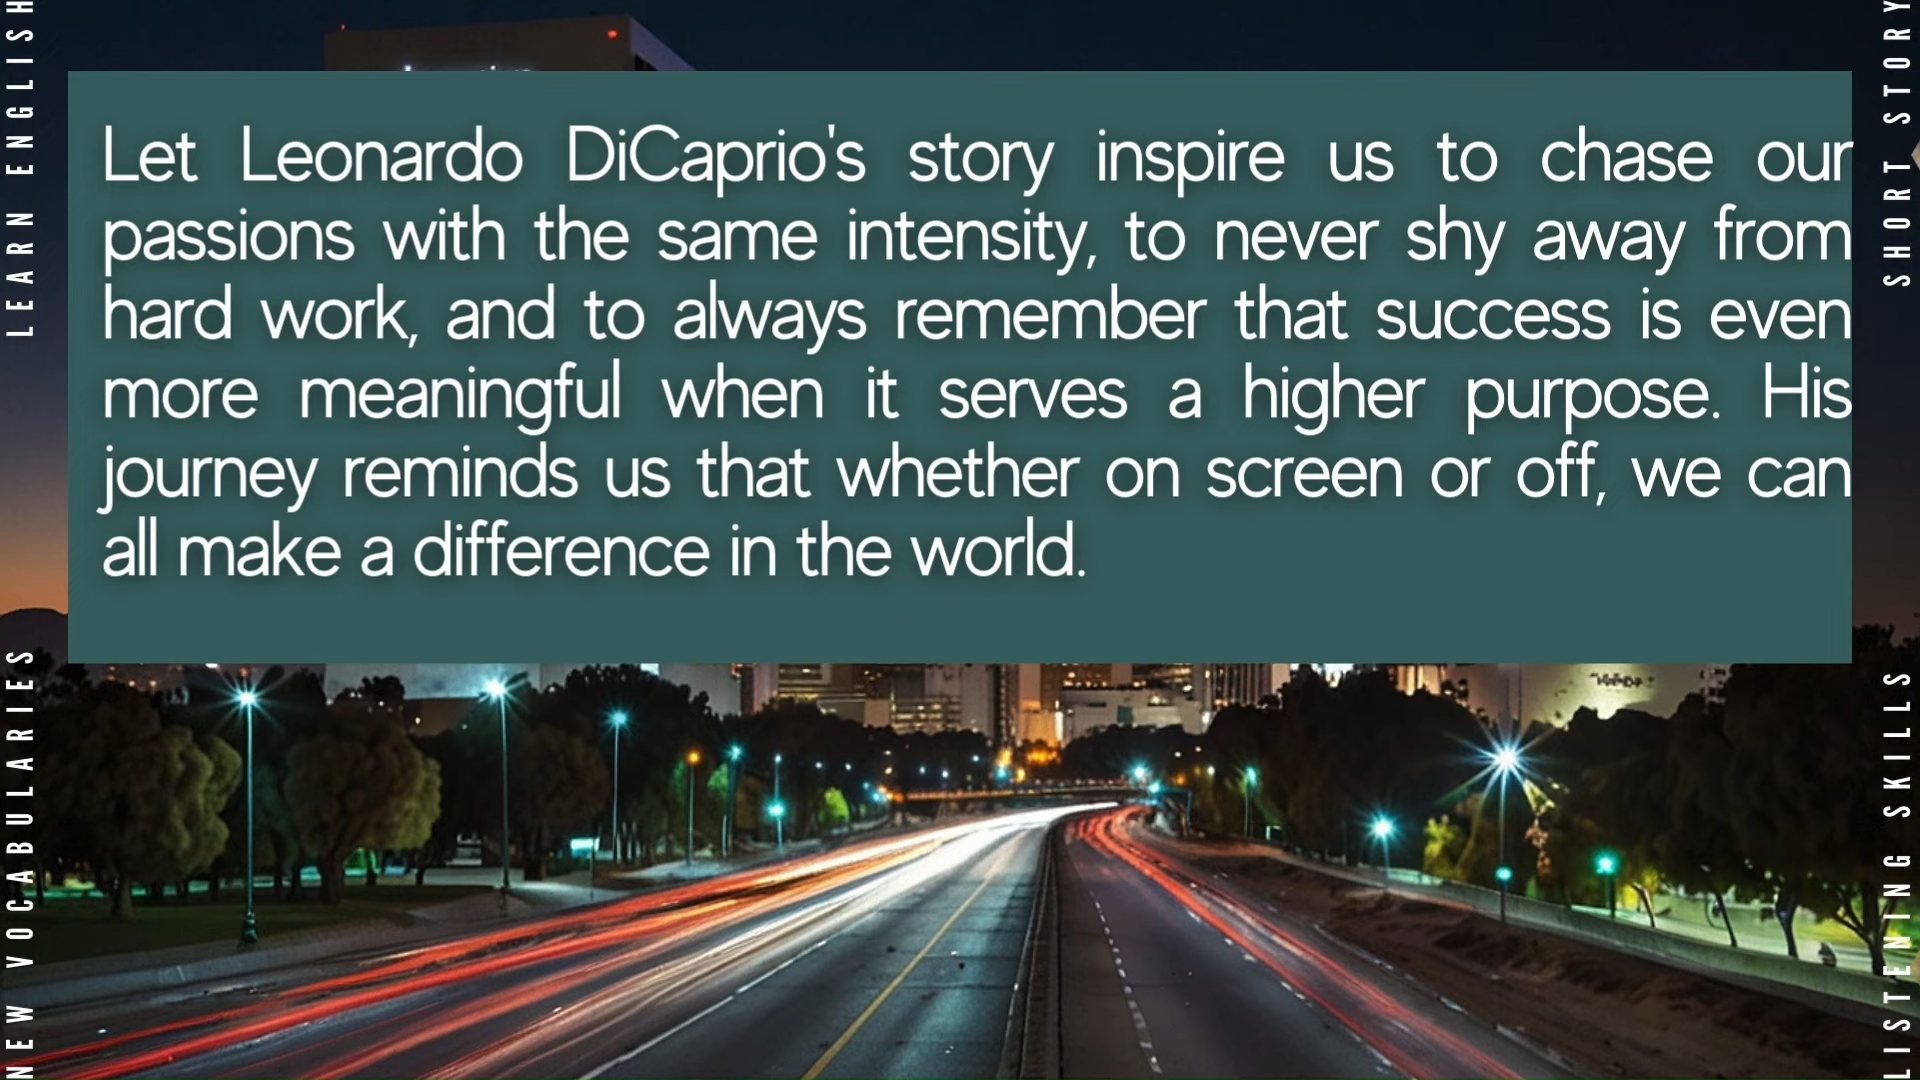 Let Leonardo DiCaprio's story inspire us to chase our
passions with the same intensity, to never shy away from
hard work, and to always remember that success is even
more meaningful when it serves a higher purpose. His
journey reminds us that whether on screen or off, we can
all make a difference in the world.
LEARN ENGLISH
NEW VOCABULARIES
SHORT STORY
LISTENING SKILLS